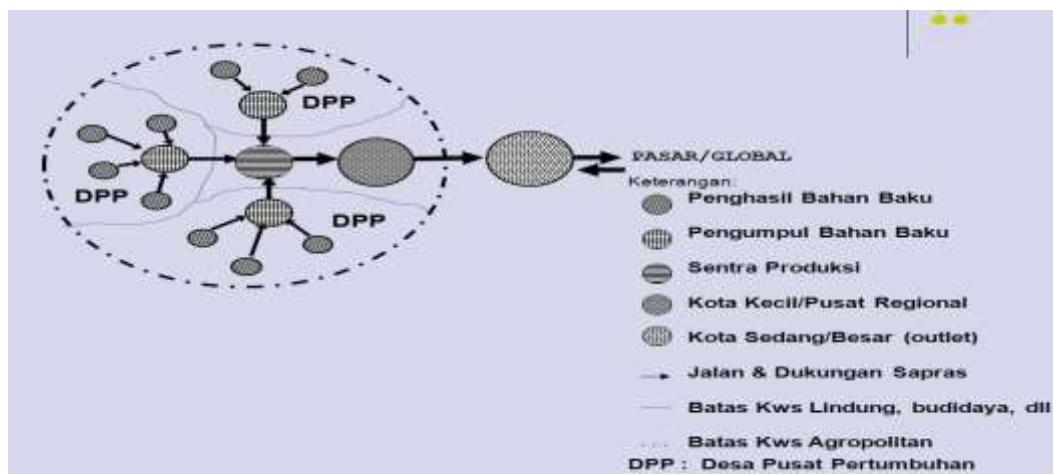 DPP
DPP
DPP
PASAR/GLOBAL
Keterangan:
Penghasil Bahan Baku
Pengumpul Bahan Baku
Sentra Produksi
Kota Kecil/Pusat Regional
Kota Sedang/Besar (outlet)
Jalan & Dukungan Sapras
Batas Kws Lindung, budidaya, dll
Batas Kws Agropolitan
DPP : Desa Pusat Pertumbuhan